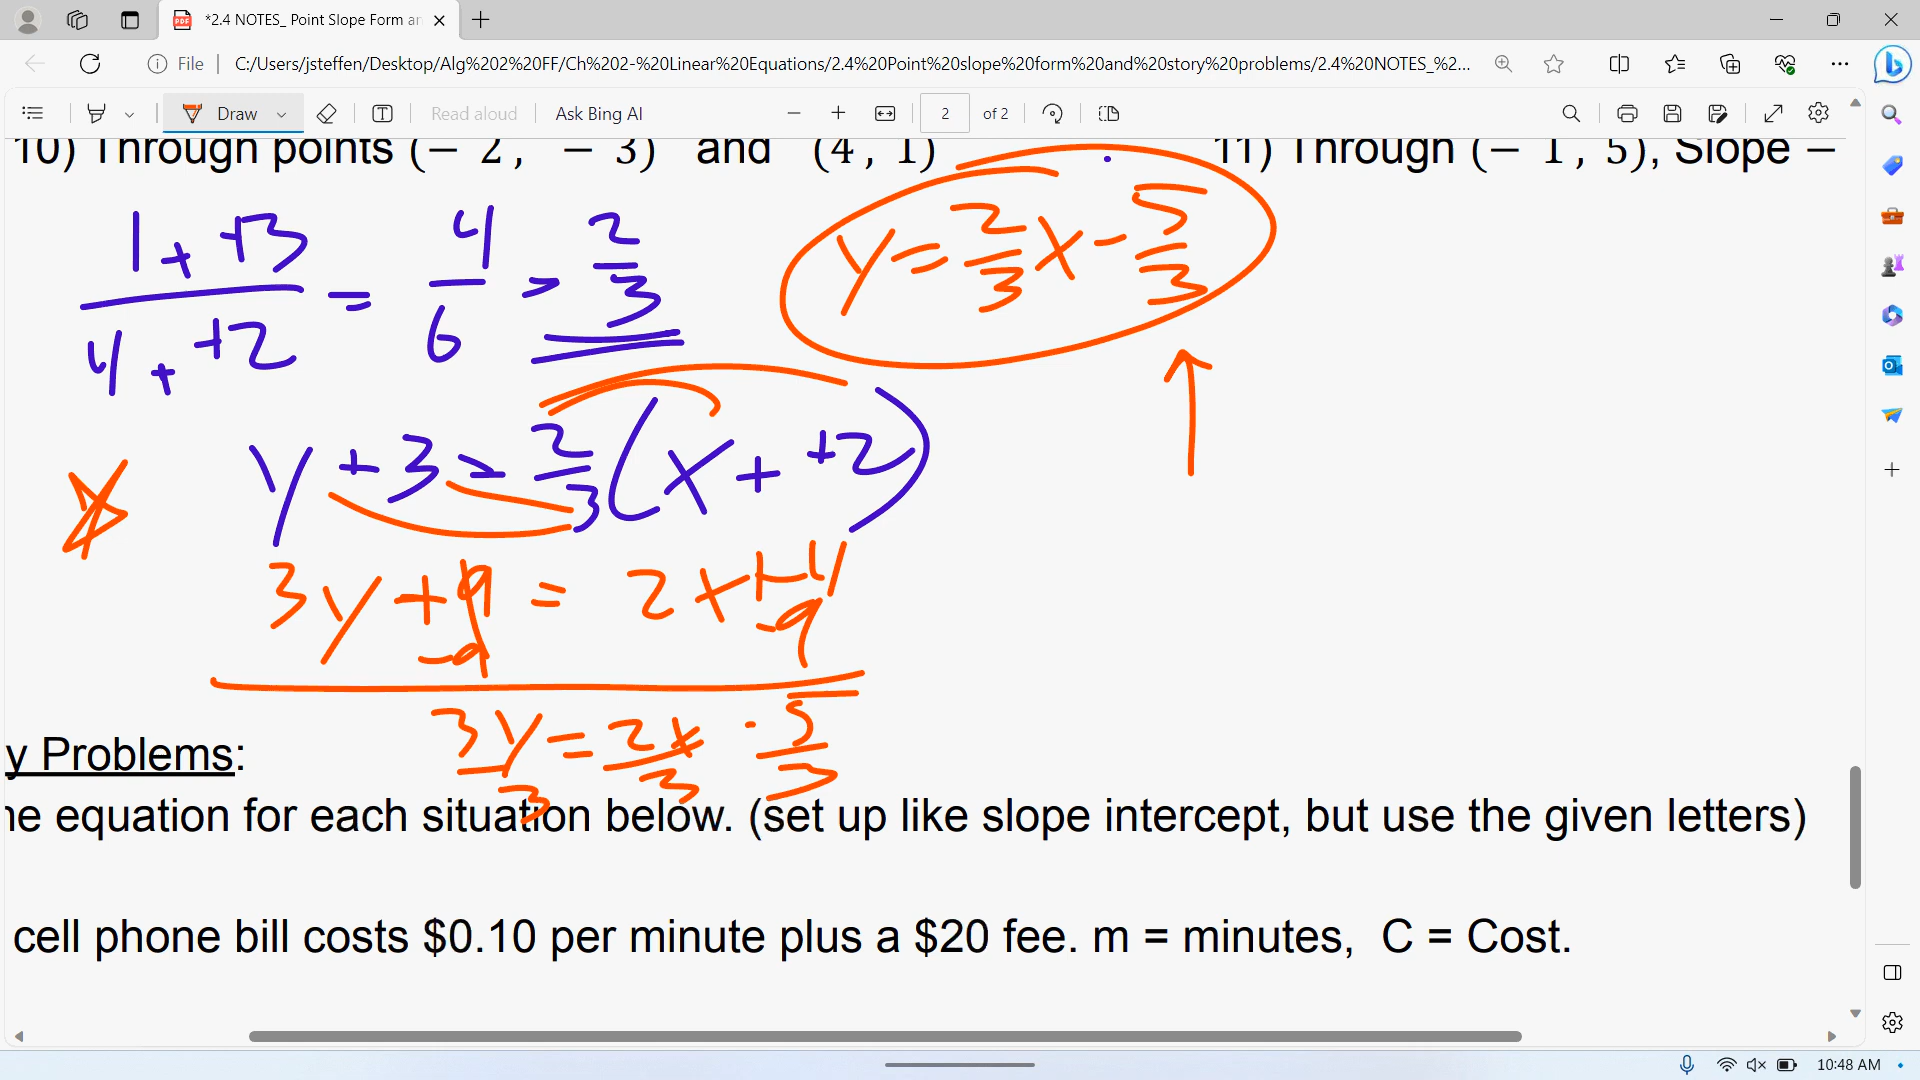 *2.4 NOTES_ Point Slope Form an
File C:/Users/jsteffen/Desktop/Alg%202%20FF/Ch%202-%20Linear%20Equations/2.4%20Point%20slope%20form%20and%20story%20problems/2.4%20NOTES_%2...
Draw Read aloud Ask Bing AI 2 of 2
10) Through points (− 2 , − 3) and (4 , 1) 11) Through (− 1 , 5), Slope −
1 + +3 / 4 + +2 = 4/6 = 2/3
y = 2/3 x − 5/3
y + 3 = 2/3 (x + +2)
3y + 9 = 2x + 4
-9 -9
3y/3 = 2x/3 - 5/3
y Problems:
he equation for each situation below. (set up like slope intercept, but use the given letters)
cell phone bill costs $0.10 per minute plus a $20 fee. m = minutes, C = Cost.
10:48 AM